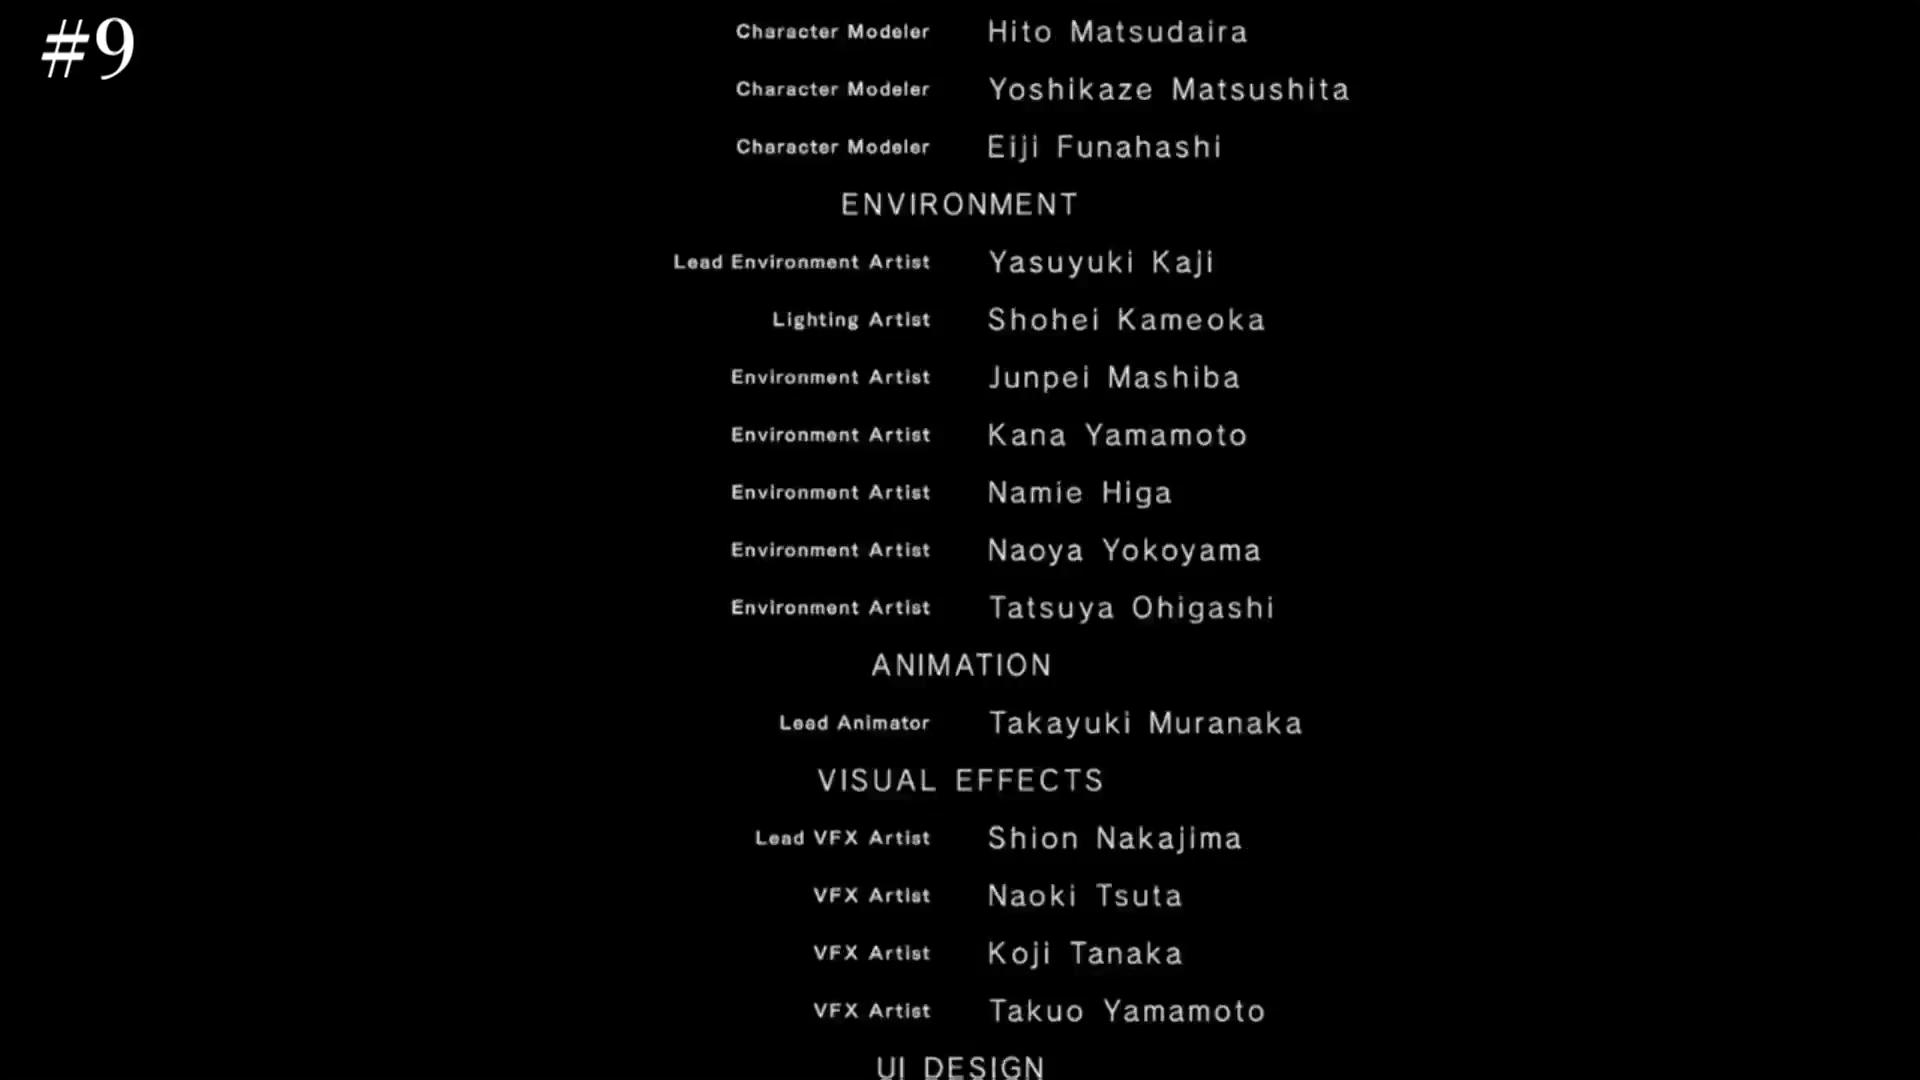 #9
Character Modeler Hito Matsudaira
Character Modeler Yoshikaze Matsushita
Character Modeler Eiji Funahashi
ENVIRONMENT
Lead Environment Artist Yasuyuki Kaji
Lighting Artist Shohei Kameoka
Environment Artist Junpei Mashiba
Environment Artist Kana Yamamoto
Environment Artist Namie Higa
Environment Artist Naoya Yokoyama
Environment Artist Tatsuya Ohigashi
ANIMATION
Lead Animator Takayuki Muranaka
VISUAL EFFECTS
Lead VFX Artist Shion Nakajima
VFX Artist Naoki Tsuta
VFX Artist Koji Tanaka
VFX Artist Takuo Yamamoto
UI DESIGN